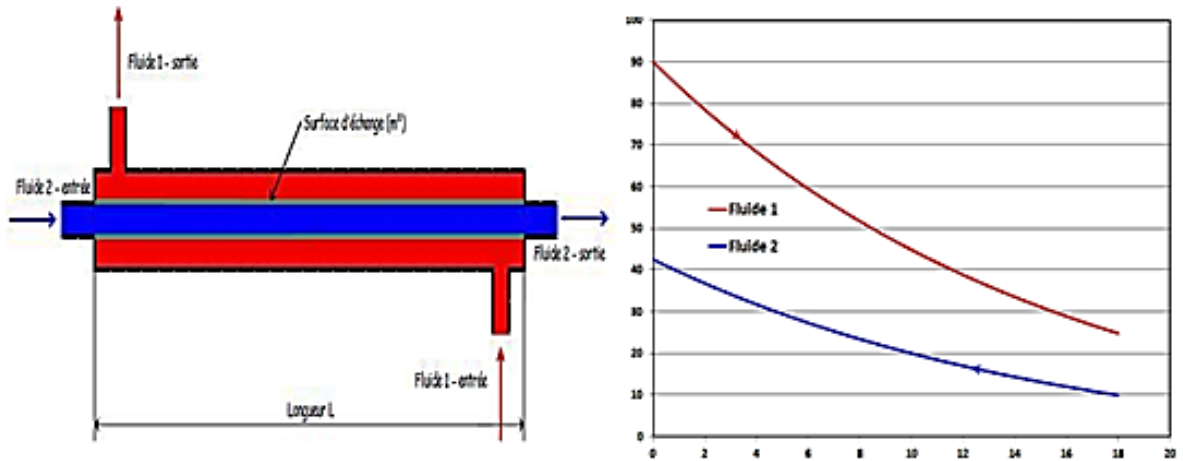 Fluide 1 - sortie
Surface d'échange (m²)
Fluide 2 - entrée
Fluide 2 - sortie
Fluide 1 - entrée
Longueur L
100
90
80
70
60
50
40
30
20
10
0
Fluide 1
Fluide 2
0 2 4 6 8 10 12 14 16 18 20